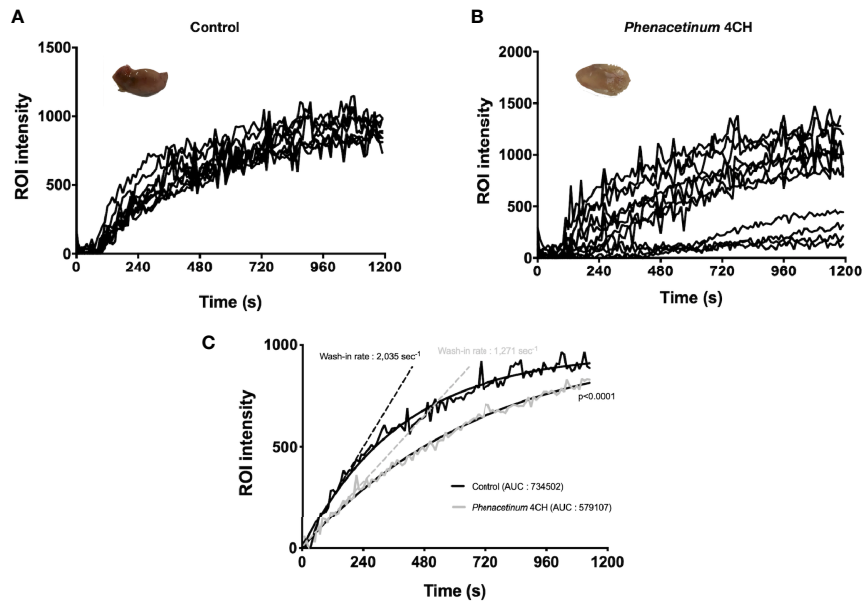 A
Control
1500
1000
500
0
0 240 480 720 960 1200
ROI intensity
Time (s)
B
Phenacetinum 4CH
2000
1500
1000
500
0
0 240 480 720 960 1200
ROI intensity
Time (s)
C
1000
500
0
0 240 480 720 960 1200
ROI intensity
Time (s)
Wash-in rate : 2,035 sec-1
Wash-in rate : 1,271 sec-1
p<0.0001
Control (AUC : 734502)
Phenacetinum 4CH (AUC : 579107)